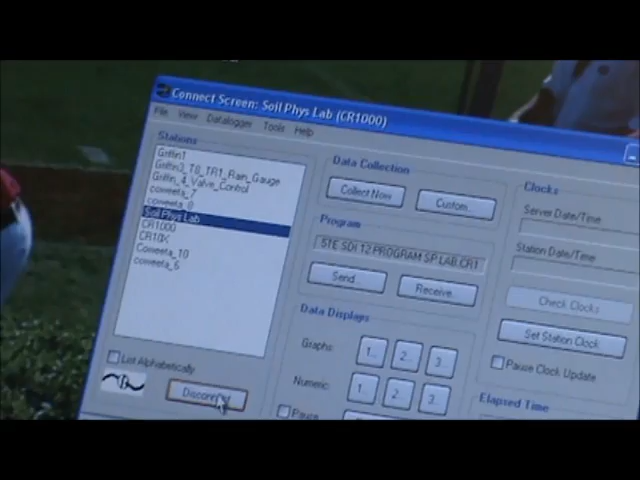 Connect Screen: Soil Phys Lab (CR1000)
File View Datalogger Tools Help
Stations
Griffin1
Griffin3_T8_TR1_Rain_Gauge
Griffin_4_Valve_Control
coweeta_7
coweeta_8
Soil Phys Lab
CR1000
CR10X
Coweeta_10
coweeta_6
List Alphabetically
Disconnect
Data Collection
Collect Now
Custom...
Program
5TE SDI 12 PROGRAM SP LAB.CR1
Send...
Receive...
Data Displays
Graphs:
1...
2...
3...
Numeric:
1...
2...
3...
Pause
Clocks
Server Date/Time
Station Date/Time
Check Clocks
Set Station Clock
Pause Clock Update
Elapsed Time